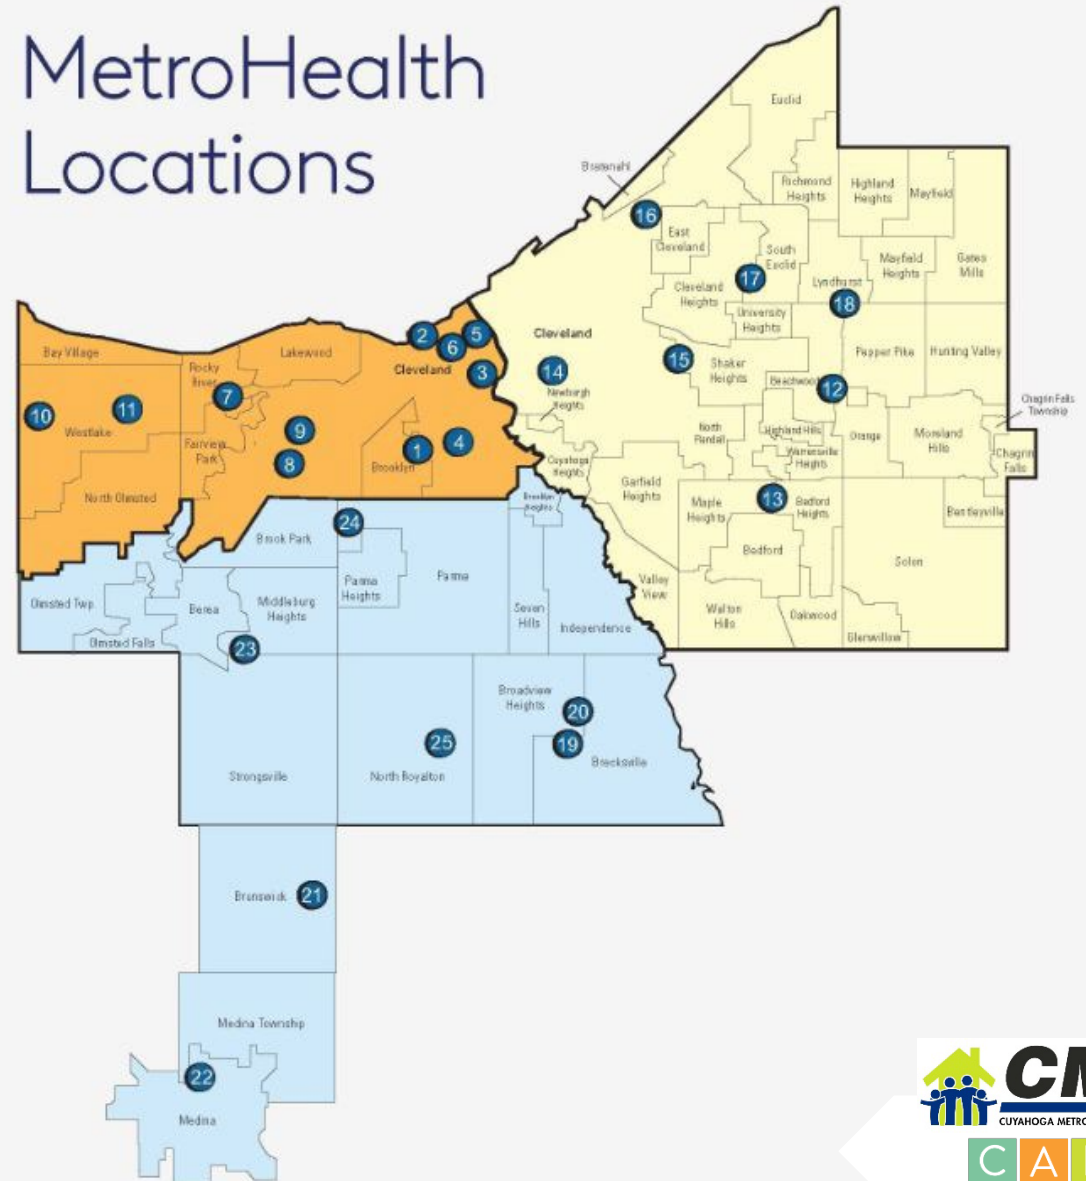 MetroHealth
Locations
Euclid
Bratenahl
Richmond
Heights
Highland
Heights
Mayfield
16
East
Cleveland
South
Euclid
Mayfield
Heights
Gates
Mills
17
Cleveland
Heights
Lyndhurst
18
University
Heights
2
5
6
Cleveland
Cleveland
3
Bay Village
Lakewood
Rocky
River
7
14
15
Shaker
Heights
Pepper Pike
Hunting Valley
Beachwood
12
Newburgh
Heights
Chagrin Falls
Township
10
11
Westlake
9
8
Fairview
Park
1
4
Brooklyn
Cuyahoga
Heights
North
Randall
Highland Hills
Warrensville
Heights
Orange
Moreland
Hills
Chagrin
Falls
North Olmsted
Garfield
Heights
Maple
Heights
13
Bedford
Heights
Bentleyville
Brooklyn
Heights
24
Brook Park
Bedford
Solon
Parma
Parma
Heights
Valley
View
Olmsted Twp.
Berea
Middleburg
Heights
Seven
Hills
Independence
Walton
Hills
Oakwood
Glenwillow
Olmsted Falls
23
Broadview
Heights
20
19
25
Brecksville
Strongsville
North Royalton
Brunswick
21
Medina Township
22
Medina
CM
CUYAHOGA METRO
C A